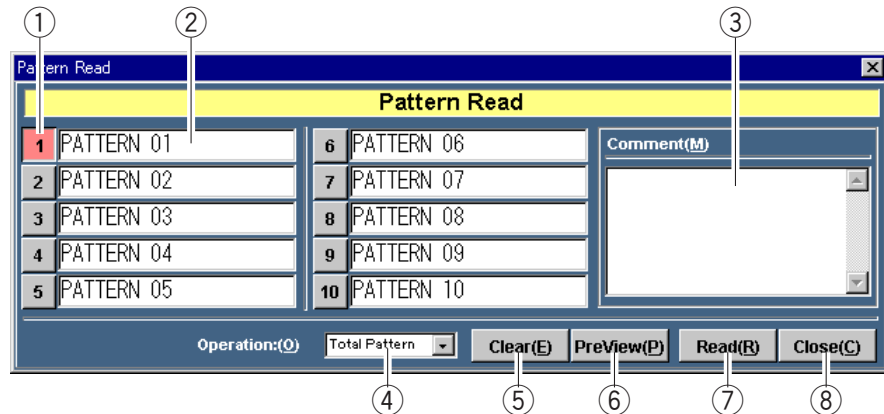 ① ② ③
Pattern Read
Pattern Read
1 PATTERN 01 6 PATTERN 06 Comment(M)
2 PATTERN 02 7 PATTERN 07
3 PATTERN 03 8 PATTERN 08
4 PATTERN 04 9 PATTERN 09
5 PATTERN 05 10 PATTERN 10
Operation:(O) Total Pattern Clear(E) PreView(P) Read(R) Close(C)
④ ⑤ ⑥ ⑦ ⑧